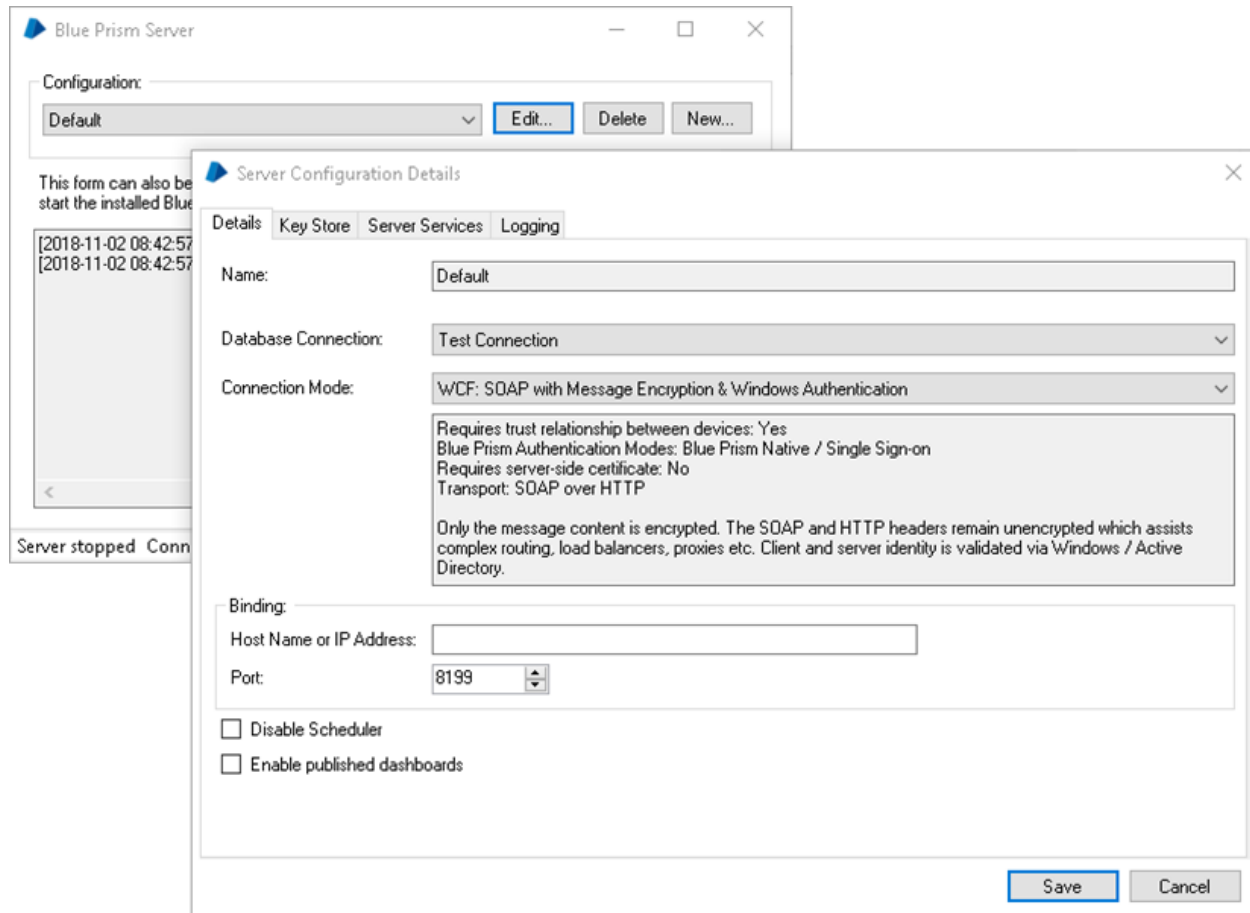 Blue Prism Server
Configuration:
Default
Edit...
Delete
New...
This form can also be
start the installed Blue
[2018-11-02 08:42:57
[2018-11-02 08:42:57
Server stopped Conn
Server Configuration Details
Details
Key Store
Server Services
Logging
Name:
Default
Database Connection:
Test Connection
Connection Mode:
WCF: SOAP with Message Encryption & Windows Authentication
Requires trust relationship between devices: Yes
Blue Prism Authentication Modes: Blue Prism Native / Single Sign-on
Requires server-side certificate: No
Transport: SOAP over HTTP
Only the message content is encrypted. The SOAP and HTTP headers remain unencrypted which assists
complex routing, load balancers, proxies etc. Client and server identity is validated via Windows / Active
Directory.
Binding:
Host Name or IP Address:
Port:
8199
Disable Scheduler
Enable published dashboards
Save
Cancel